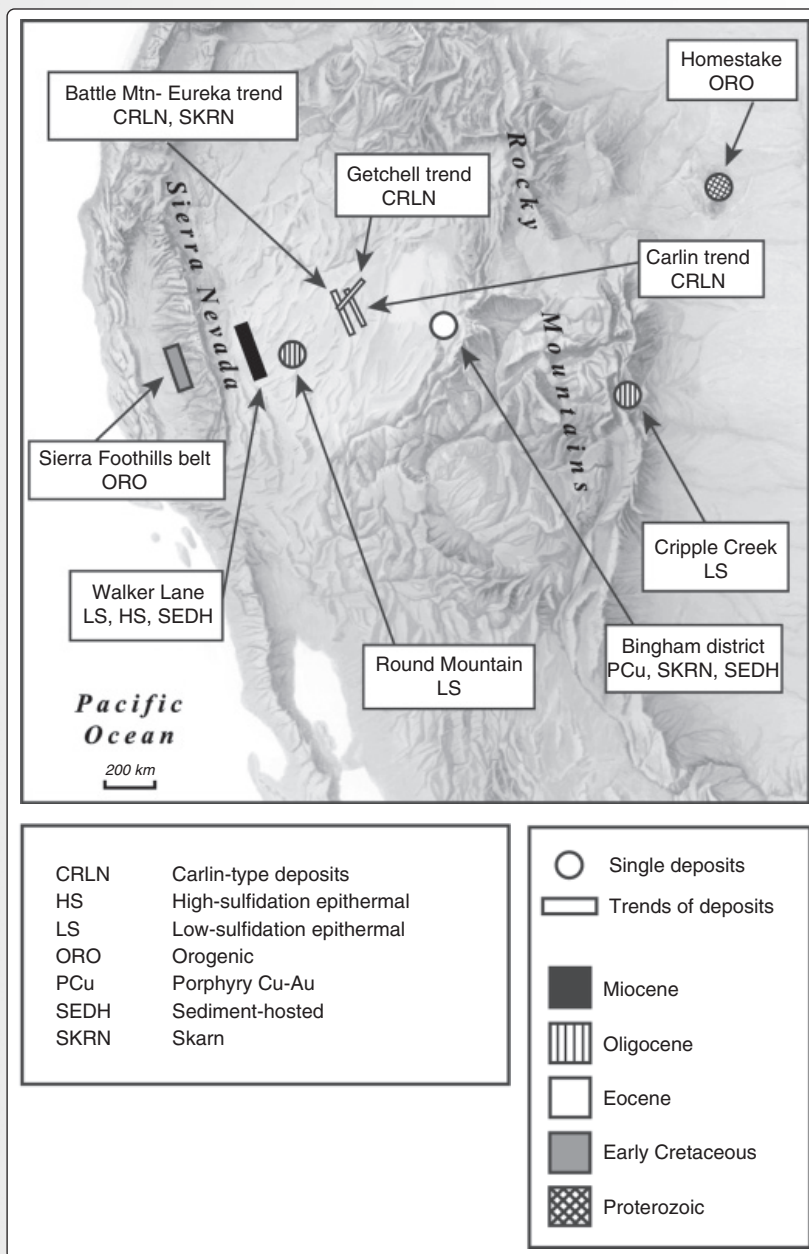 Homestake
ORO
Battle Mtn- Eureka trend
CRLN, SKRN
Getchell trend
CRLN
Rocky
Sierra Nevada
Carlin trend
CRLN
Mountains
Sierra Foothills belt
ORO
Cripple Creek
LS
Walker Lane
LS, HS, SEDH
Round Mountain
LS
Bingham district
PCu, SKRN, SEDH
Pacific
Ocean
200 km
CRLN Carlin-type deposits
HS High-sulfidation epithermal
LS Low-sulfidation epithermal
ORO Orogenic
PCu Porphyry Cu-Au
SEDH Sediment-hosted
SKRN Skarn
Single deposits
Trends of deposits
Miocene
Oligocene
Eocene
Early Cretaceous
Proterozoic